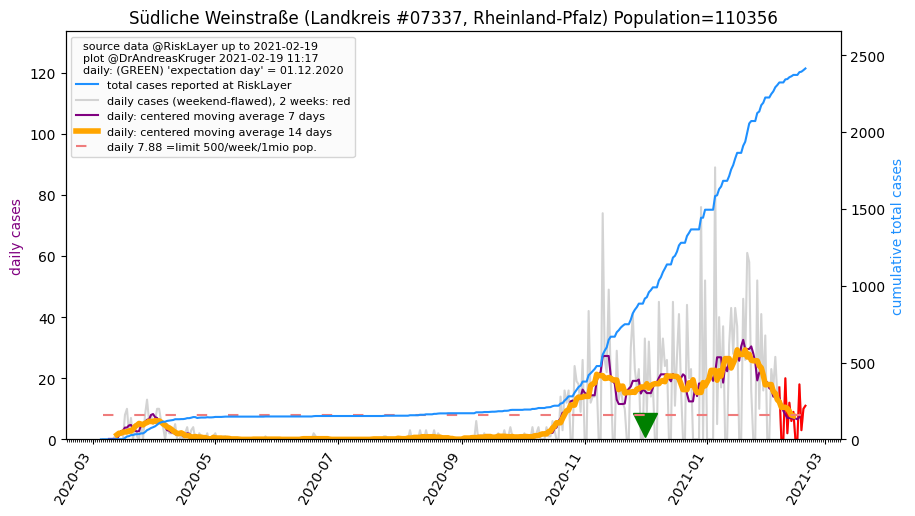 Südliche Weinstraße (Landkreis #07337, Rheinland-Pfalz) Population=110356
source data @RiskLayer up to 2021-02-19
plot @DrAndreasKruger 2021-02-19 11:17
daily: (GREEN) 'expectation day' = 01.12.2020
total cases reported at RiskLayer
daily cases (weekend-flawed), 2 weeks: red
daily: centered moving average 7 days
daily: centered moving average 14 days
daily 7.88 =limit 500/week/1mio pop.
daily cases
120
100
80
60
40
20
0
cumulative total cases
2500
2000
1500
1000
500
0
2020-03
2020-05
2020-07
2020-09
2020-11
2021-01
2021-03